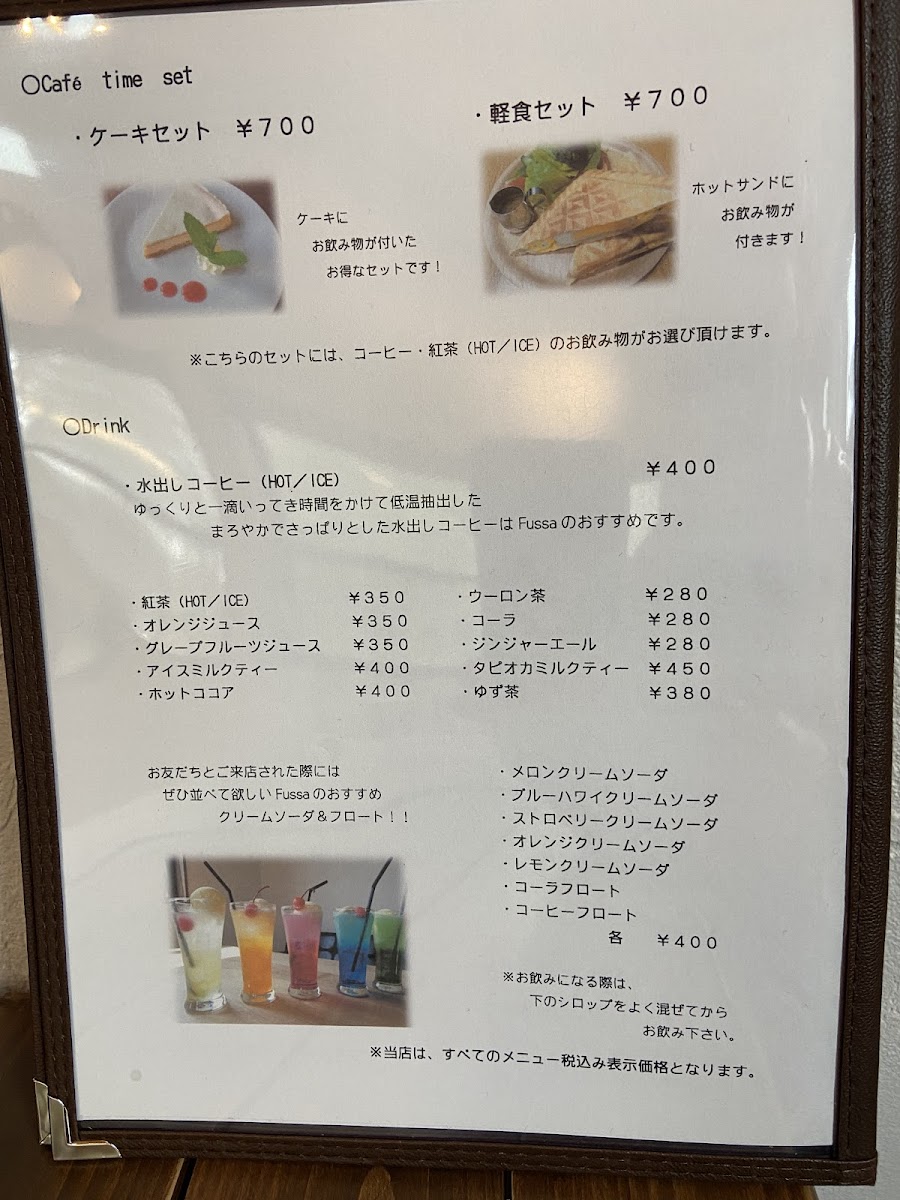 ○Café time set
・ケーキセット ￥７００
・軽食セット ￥７００
ケーキに
お飲み物が付いた
お得なセットです！
ホットサンドに
お飲み物が
付きます！
※こちらのセットには、コーヒー・紅茶（HOT／ICE）のお飲み物がお選び頂けます。
○Drink
・水出しコーヒー（HOT／ICE） ￥４００
ゆっくりと一滴いってき時間をかけて低温抽出した
まろやかでさっぱりとした水出しコーヒーは Fussa のおすすめです。
・紅茶（HOT／ICE） ￥３５０
・オレンジジュース ￥３５０
・グレープフルーツジュース ￥３５０
・アイスミルクティー ￥４００
・ホットココア ￥４００
・ウーロン茶 ￥２８０
・コーラ ￥２８０
・ジンジャーエール ￥２８０
・タピオカミルクティー ￥４５０
・ゆず茶 ￥３８０
お友だちとご来店された際には
ぜひ並べて欲しい Fussa のおすすめ
クリームソーダ＆フロート！！
・メロンクリームソーダ
・ブルーハワイクリームソーダ
・ストロベリークリームソーダ
・オレンジクリームソーダ
・レモンクリームソーダ
・コーラフロート
・コーヒーフロート
各 ￥４００
※お飲みになる際は、
下のシロップをよく混ぜてから
お飲み下さい。
※当店は、すべてのメニュー税込み表示価格となります。